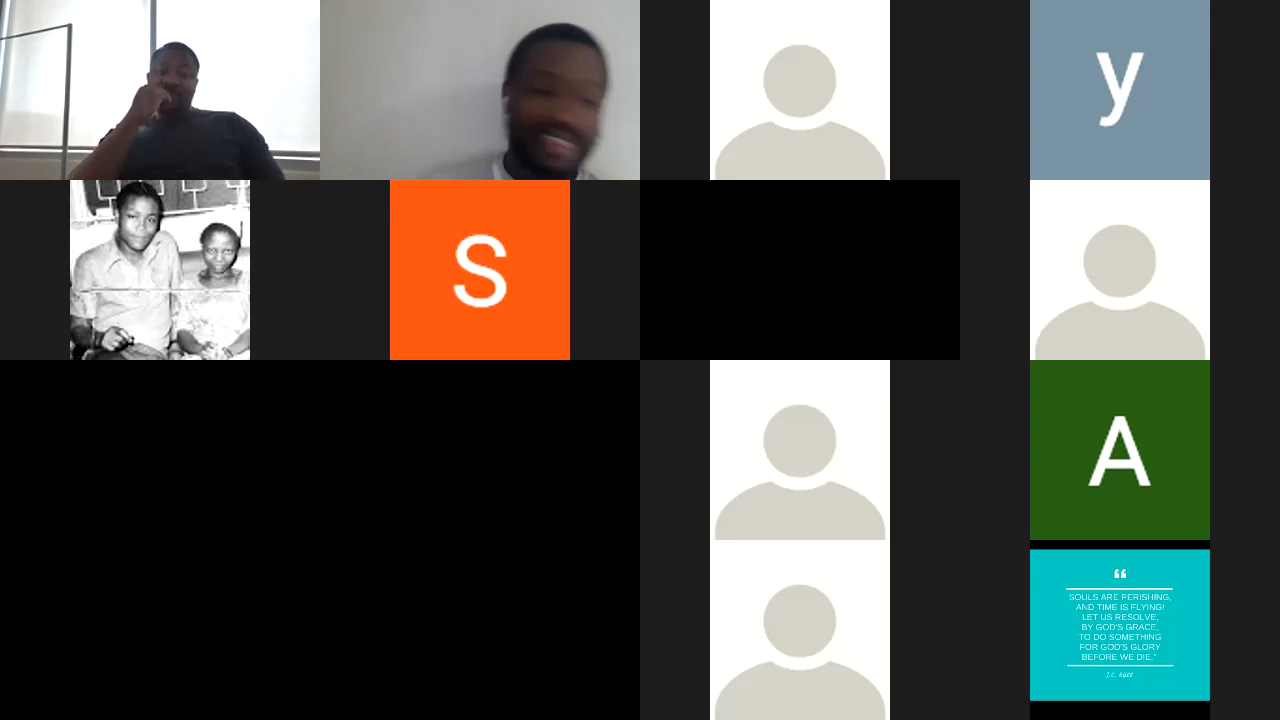 y
S
A
“
SOULS ARE PERISHING,
AND TIME IS FLYING!
LET US RESOLVE,
BY GOD'S GRACE,
TO DO SOMETHING
FOR GOD'S GLORY
BEFORE WE DIE."
J.C. RYLE